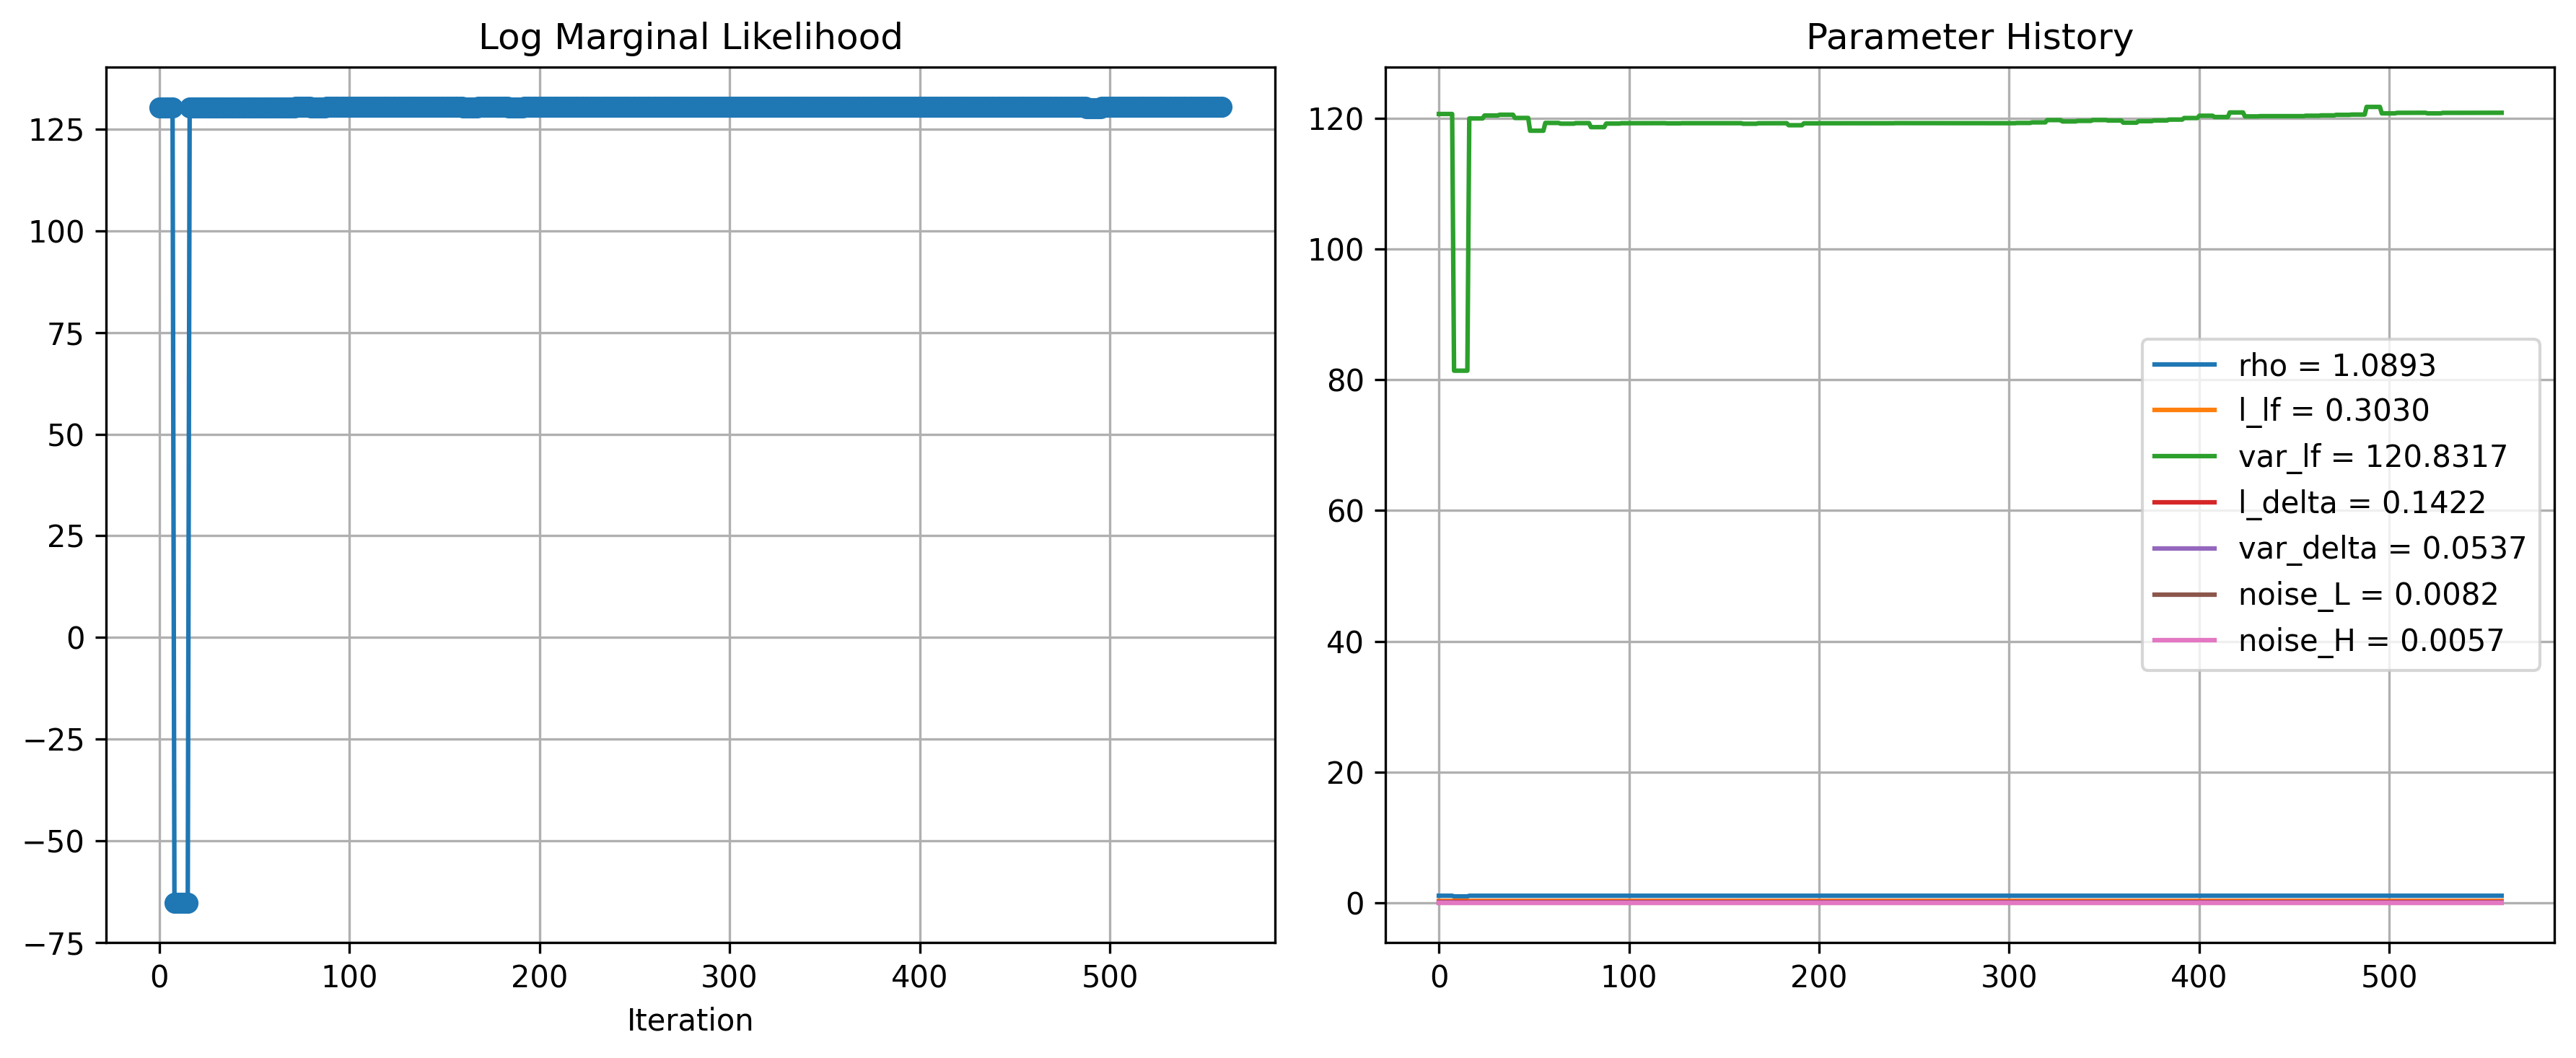 Log Marginal Likelihood
125
100
75
50
25
0
−25
−50
−75
0 100 200 300 400 500
Iteration
Parameter History
120
100
80
60
40
20
0
0 100 200 300 400 500
rho = 1.0893
l_lf = 0.3030
var_lf = 120.8317
l_delta = 0.1422
var_delta = 0.0537
noise_L = 0.0082
noise_H = 0.0057